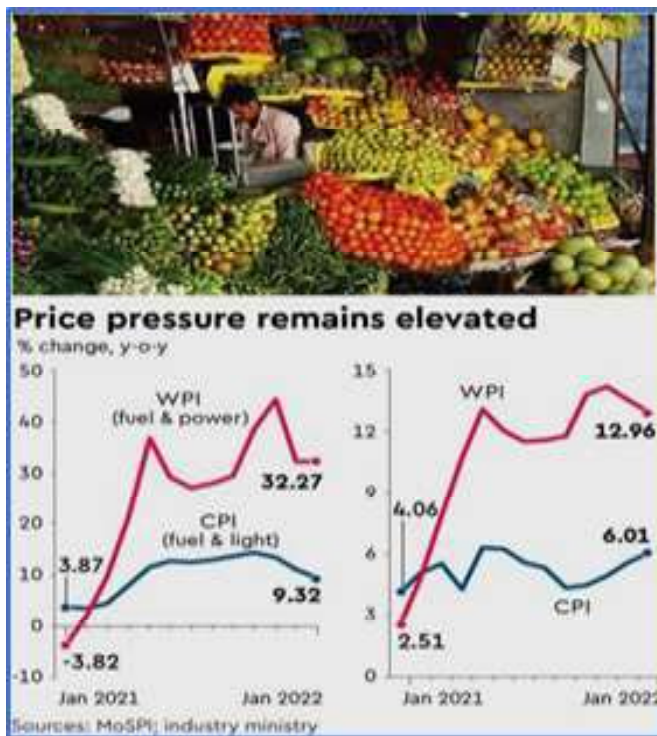 Price pressure remains elevated
% change, y-o-y
50
40
30
20
10
0
-10
WPI
(fuel & power)
32.27
CPI
(fuel & light)
3.87
9.32
-3.82
Jan 2021 Jan 2022
15
12
9
6
3
0
WPI
12.96
4.06
6.01
CPI
2.51
Jan 2021 Jan 2022
Sources: MoSPI; industry ministry